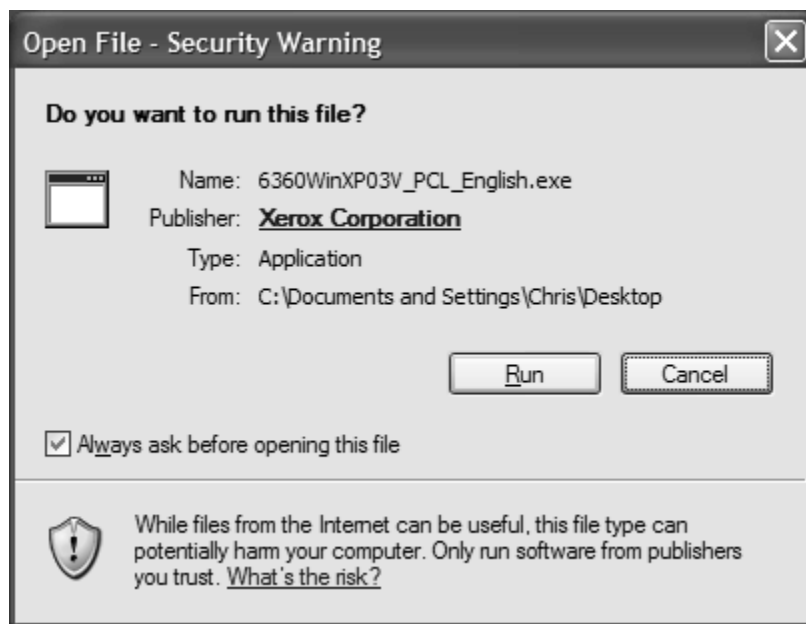 Open File - Security Warning
Do you want to run this file?
Name: 6360WinXP03V_PCL_English.exe
Publisher: Xerox Corporation
Type: Application
From: C:\Documents and Settings\Chris\Desktop
Run Cancel
Always ask before opening this file
While files from the Internet can be useful, this file type can
potentially harm your computer. Only run software from publishers
you trust. What's the risk?